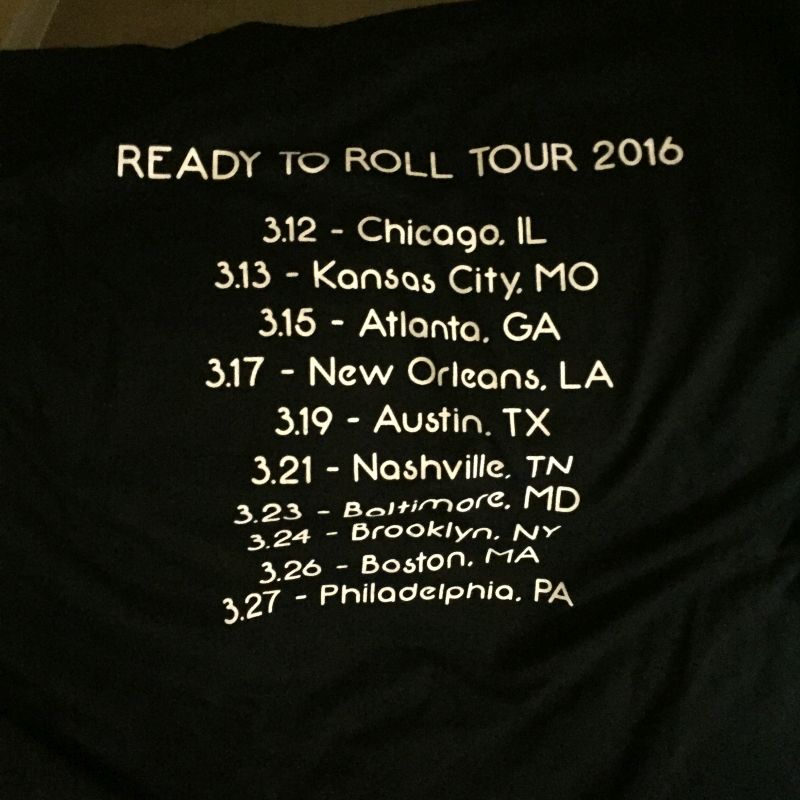 READY TO ROLL TOUR 2016
3.12 - Chicago, IL
3.13 - Kansas City, MO
3.15 - Atlanta, GA
3.17 - New Orleans, LA
3.19 - Austin, TX
3.21 - Nashville, TN
3.23 - Baltimore, MD
3.24 - Brooklyn, NY
3.26 - Boston, MA
3.27 - Philadelphia, PA